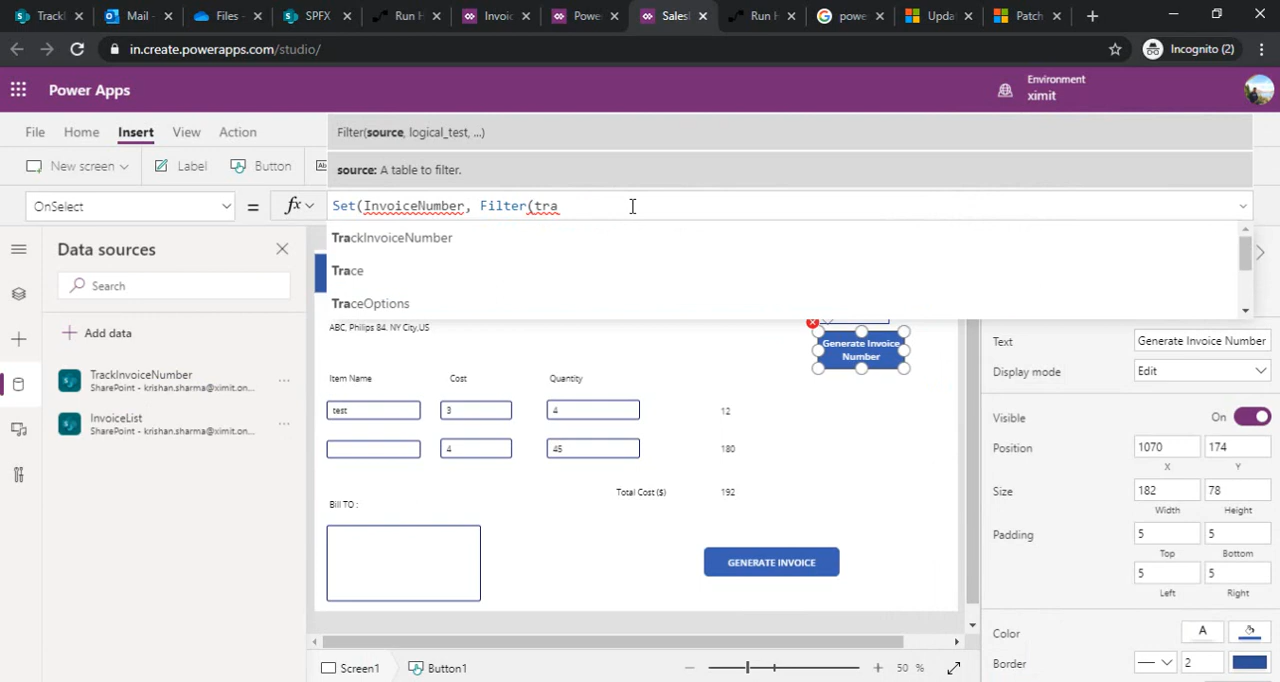 TrackI
Mail -
Files -
SPFX
Run H
Invoic
Power
Sales
Run H
powe
Upda
Patch
in.create.powerapps.com/studio/
Incognito (2)
Power Apps
Environment
ximit
File Home Insert View Action
New screen Label Button
Filter(source, logical_test, ...)
source: A table to filter.
OnSelect = fx Set(InvoiceNumber, Filter(tra
TrackInvoiceNumber
Trace
TraceOptions
Data sources
Search
Add data
TrackInvoiceNumber
SharePoint - krishan.sharma@ximit.on...
InvoiceList
SharePoint - krishan.sharma@ximit.on...
ABC, Philips 84. NY City.US
Generate Invoice
Number
Item Name Cost Quantity
test 3 4 12
4 45 180
Total Cost ($) 192
Bill TO :
GENERATE INVOICE
Text Generate Invoice Number
Display mode Edit
Visible On
Position 1070 174
X Y
Size 182 78
Width Height
Padding 5 5
Top Bottom
5 5
Left Right
Color A
Border 2
Screen1 Button1
50 %